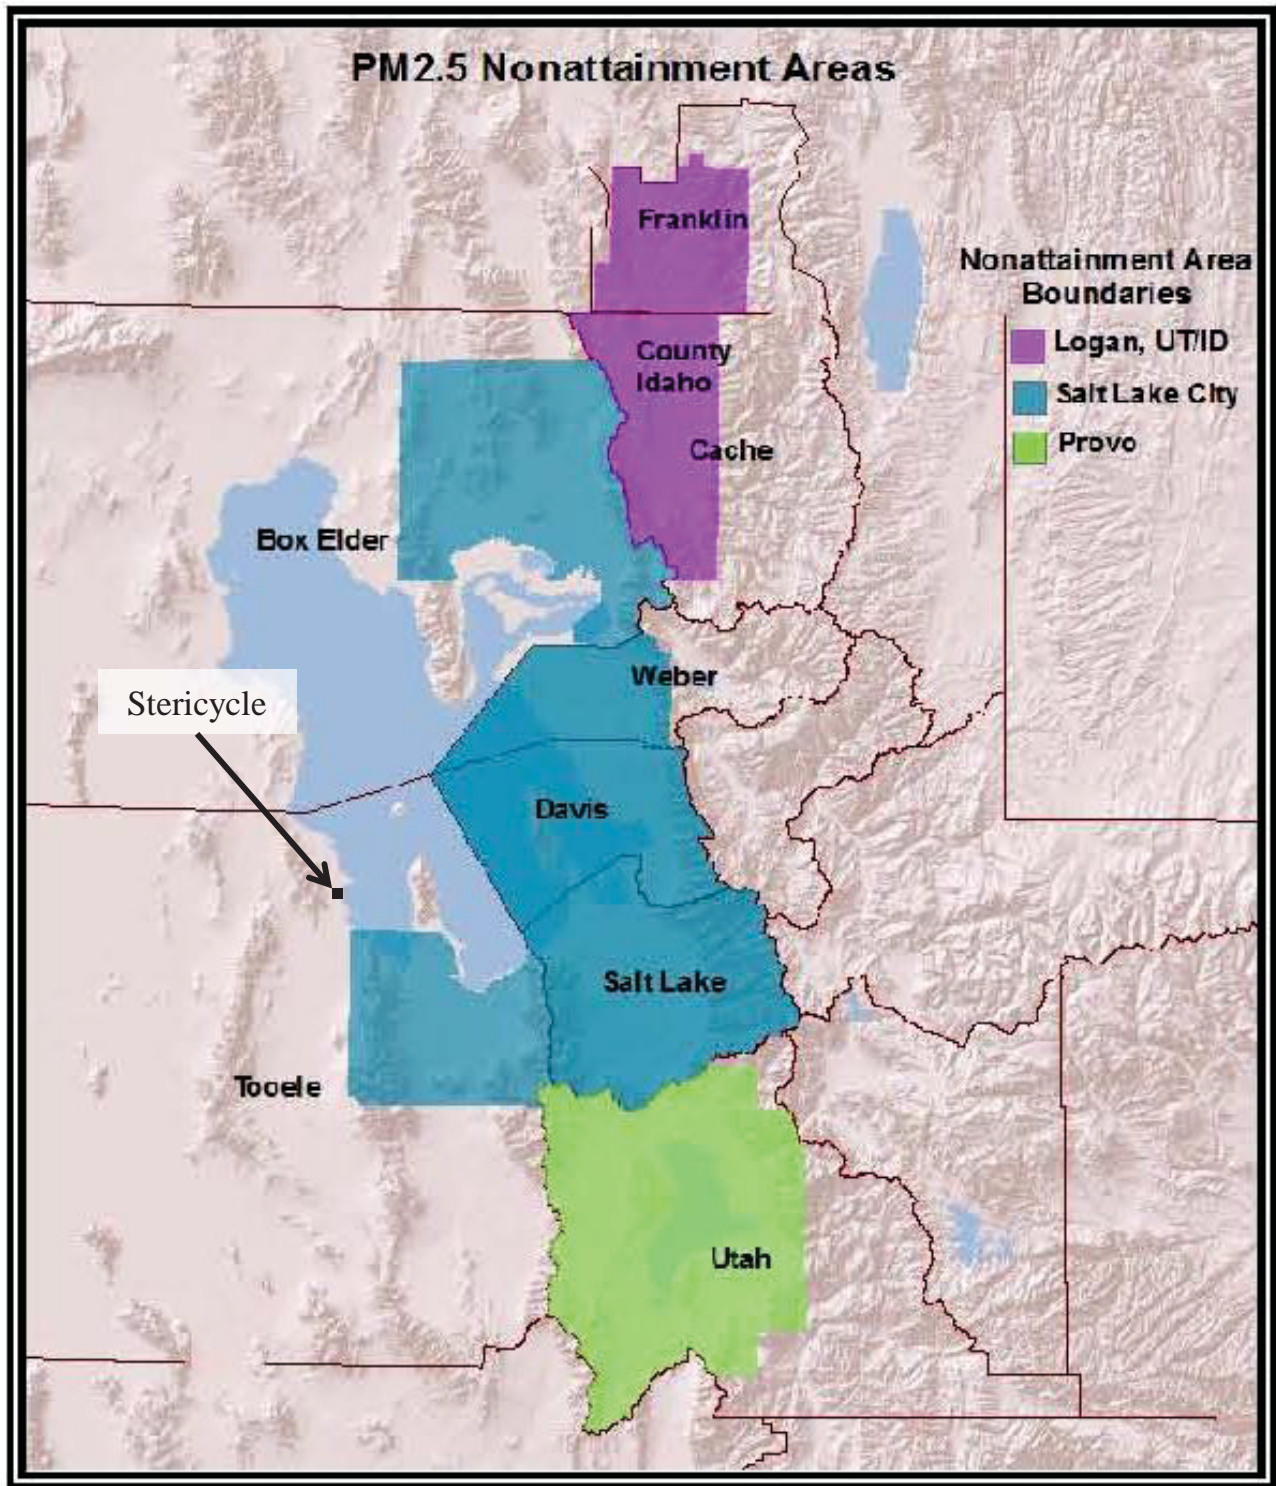 PM2.5 Nonattainment Areas
Franklin
Nonattainment Area
Boundaries
Logan, UT/ID
Salt Lake City
Provo
County
Idaho
Cache
Box Elder
Weber
Stericycle
Davis
Salt Lake
Tooele
Utah